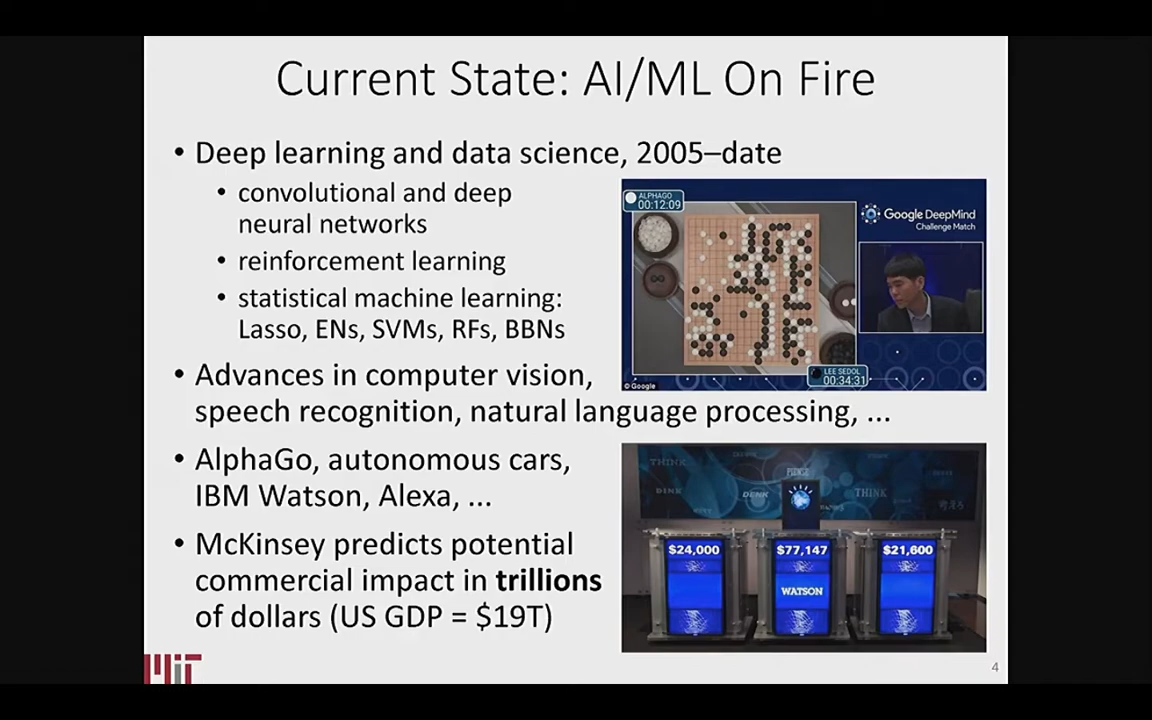 Current State: AI/ML On Fire
• Deep learning and data science, 2005–date
• convolutional and deep
neural networks
• reinforcement learning
• statistical machine learning:
Lasso, ENs, SVMs, RFs, BBNs
• Advances in computer vision,
speech recognition, natural language processing, ...
• AlphaGo, autonomous cars,
IBM Watson, Alexa, ...
• McKinsey predicts potential
commercial impact in trillions
of dollars (US GDP = $19T)
ALPHAGO
00:12:09
Google DeepMind
Challenge Match
LEE SEDOL
00:34:31
© Google
THINK
DENK
THINK
$24,000
$77,147
$21,600
WATSON
MIT
4